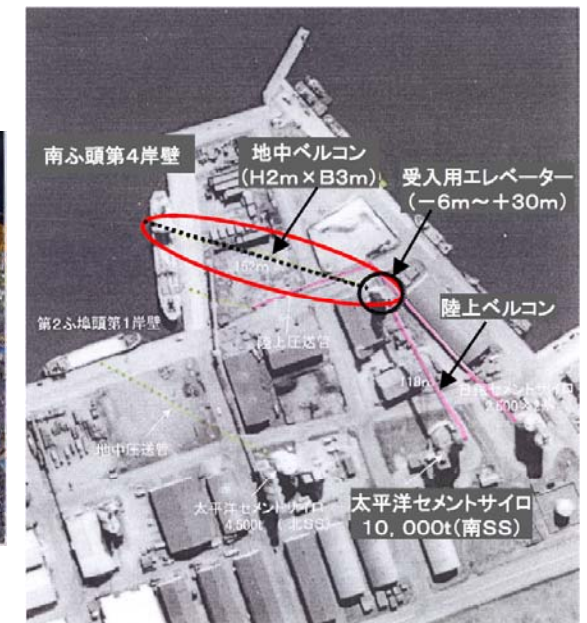 南ふ頭第4岸壁
地中ベルコン
(H2m×B3m)
受入用エレベーター
(－6m～＋30m)
陸上ベルコン
162m
第2ふ埠頭第1岸壁
陸上圧送管
118m
地中圧送管
太平洋セメントサイロ
4,500t (北SS)
太平洋セメントサイロ
10,000t(南SS)